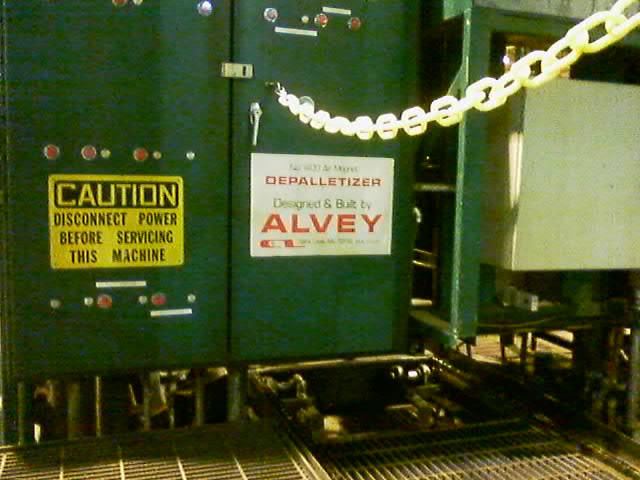 CAUTION
DISCONNECT POWER
BEFORE SERVICING
THIS MACHINE
DEPALLETIZER
Designed & Built by
ALVEY